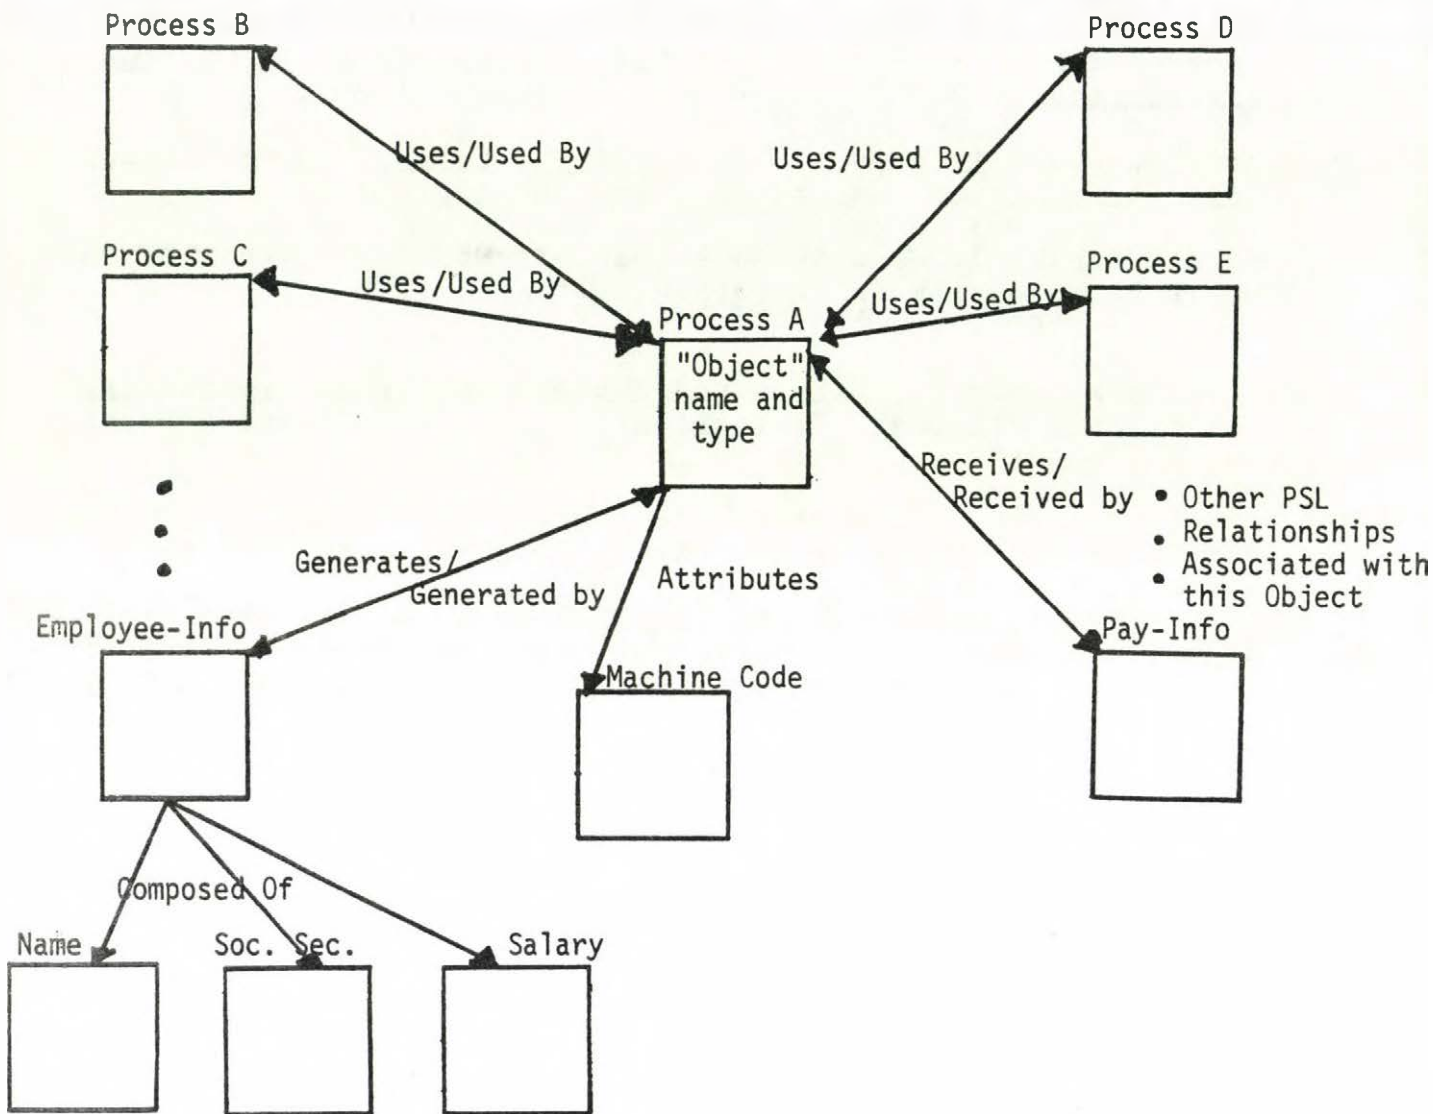 Process B
Process D
Uses/Used By
Uses/Used By
Process C
Process E
Uses/Used By
Uses/Used By
Process A
"Object"
name and
type
Receives/
Received by
Other PSL
Relationships
Associated with
this Object
Generates/
Generated by
Attributes
Employee-Info
Machine Code
Pay-Info
Composed Of
Name
Soc. Sec.
Salary